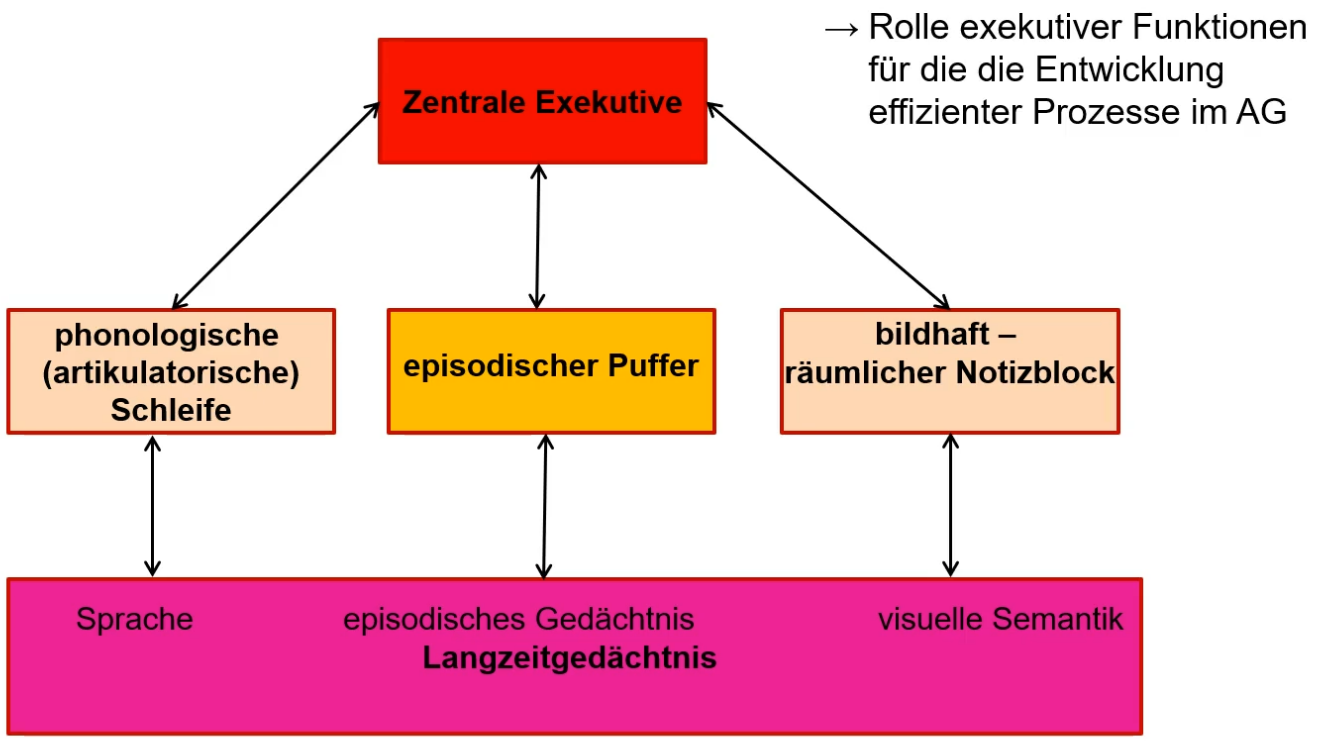 → Rolle exekutiver Funktionen
für die die Entwicklung
effizienter Prozesse im AG
Zentrale Exekutive
phonologische
(artikulatorische)
Schleife
episodischer Puffer
bildhaft –
räumlicher Notizblock
Sprache
episodisches Gedächtnis
visuelle Semantik
Langzeitgedächtnis